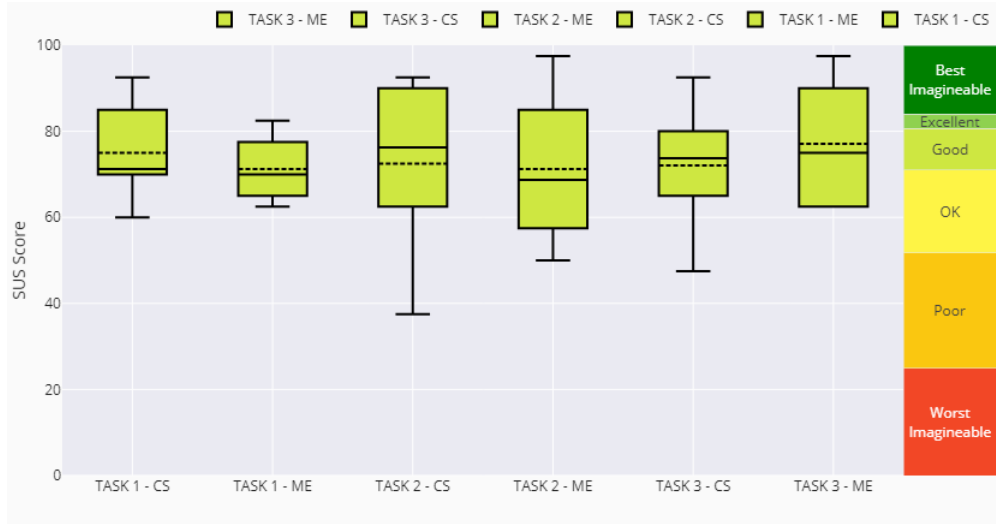 TASK 3 - ME TASK 3 - CS TASK 2 - ME TASK 2 - CS TASK 1 - ME TASK 1 - CS
100
80
60
40
20
0
SUS Score
TASK 1 - CS TASK 1 - ME TASK 2 - CS TASK 2 - ME TASK 3 - CS TASK 3 - ME
Best
Imagineable
Excellent
Good
OK
Poor
Worst
Imagineable